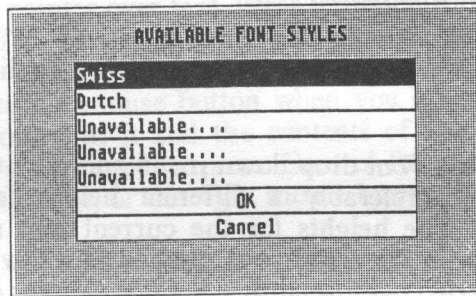 AVAILABLE FONT STYLES
Swiss
Dutch
Unavailable....
Unavailable....
Unavailable....
OK
Cancel